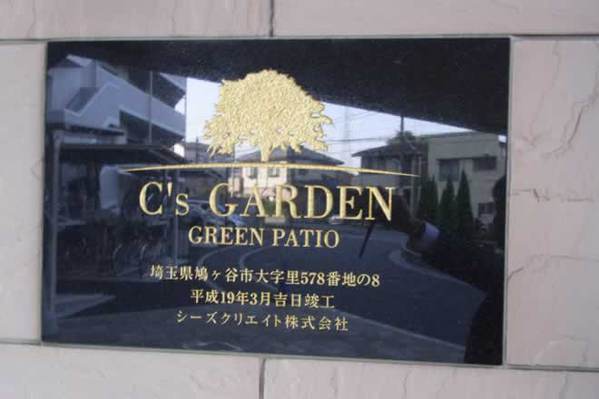 C's GARDEN
GREEN PATIO
埼玉県鳩ヶ谷市大字里578番地の8
平成19年3月吉日竣工
シーズクリエイト株式会社